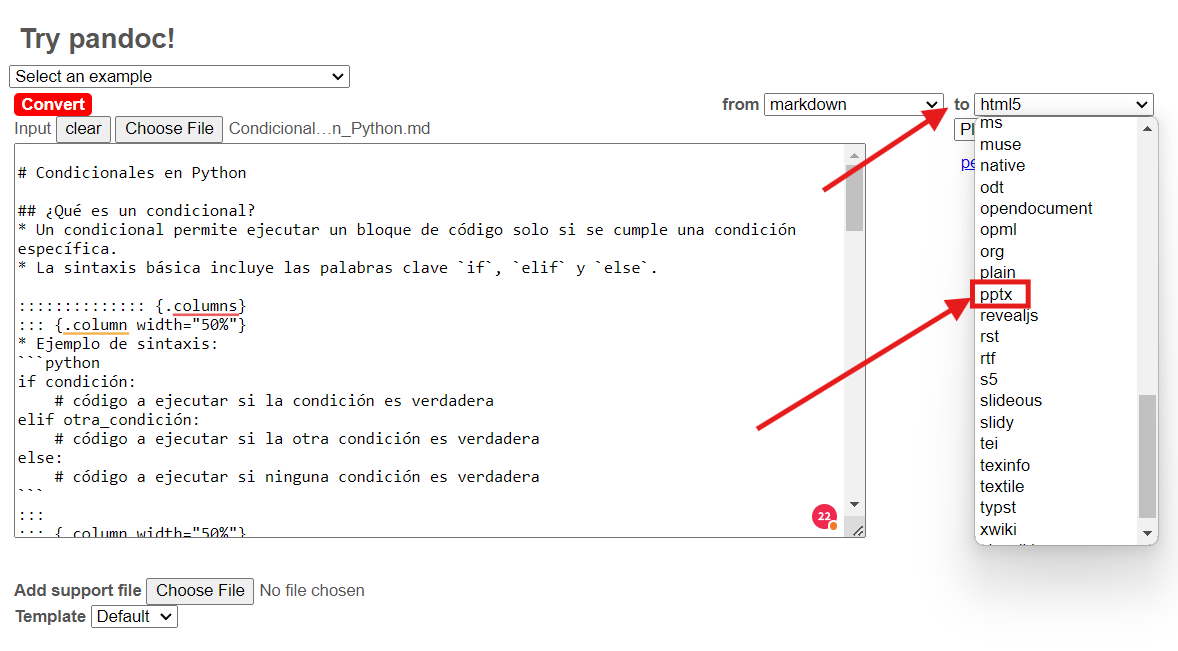 Try pandoc!
Select an example
Convert
from markdown to html5
Input clear Choose File Condicional…n_Python.md
# Condicionales en Python
## ¿Qué es un condicional?
* Un condicional permite ejecutar un bloque de código solo si se cumple una condición
específica.
* La sintaxis básica incluye las palabras clave `if`, `elif` y `else`.
:::::::::::::: {.columns}
::: {.column width="50%"}
* Ejemplo de sintaxis:
```python
if condición:
    # código a ejecutar si la condición es verdadera
elif otra_condición:
    # código a ejecutar si la otra condición es verdadera
else:
    # código a ejecutar si ninguna condición es verdadera
```
:::
::: {.column width="50%"}
22
Pl
pe
ms
muse
native
odt
opendocument
opml
org
plain
pptx
revealjs
rst
rtf
s5
slideous
slidy
tei
texinfo
textile
typst
xwiki
Add support file Choose File No file chosen
Template Default